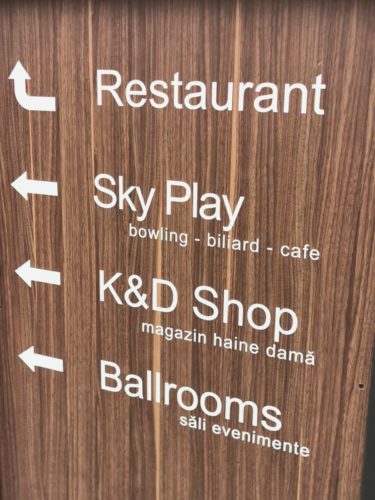 Restaurant
Sky Play
bowling - biliard - cafe
K&D Shop
magazin haine damă
Ballrooms
săli evenimente